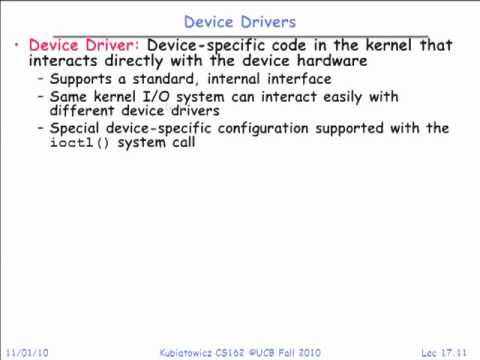 Device Drivers
• Device Driver: Device-specific code in the kernel that
interacts directly with the device hardware
– Supports a standard, internal interface
– Same kernel I/O system can interact easily with
different device drivers
– Special device-specific configuration supported with the
ioctl() system call
11/01/10
Kubiatowicz CS162 ©UCB Fall 2010
Lec 17.11